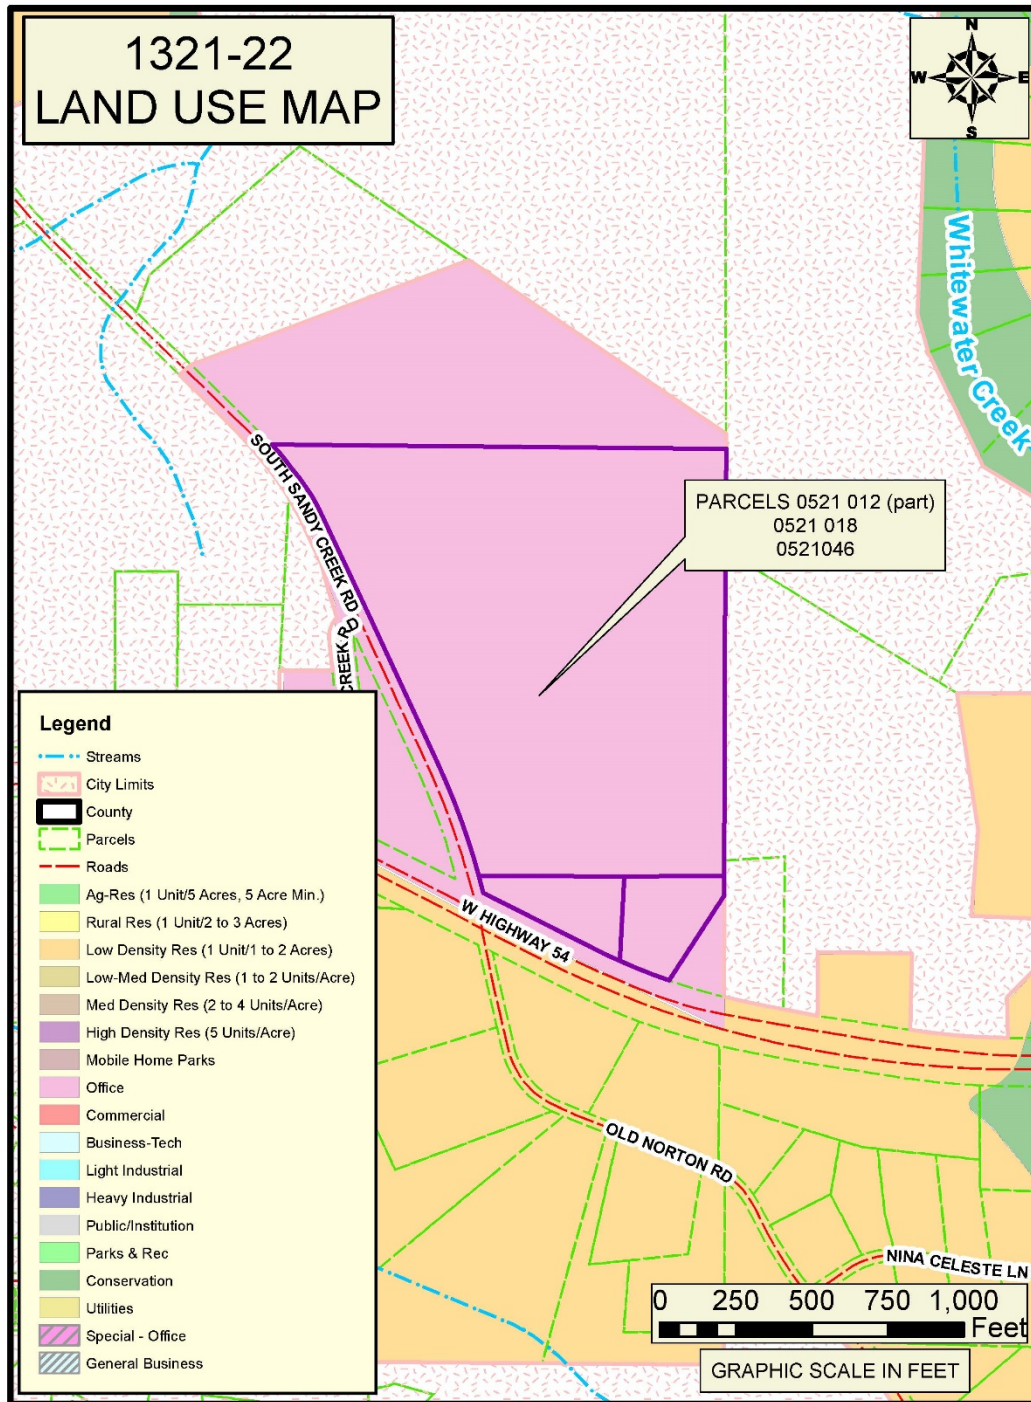 1321-22
LAND USE MAP
N
W
E
S
Whitewater Creek
SOUTH SANDY CREEK RD
CREEK RD
PARCELS 0521 012 (part)
0521 018
0521046
W HIGHWAY 54
OLD NORTON RD
NINA CELESTE LN
Legend
Streams
City Limits
County
Parcels
Roads
Ag-Res (1 Unit/5 Acres, 5 Acre Min.)
Rural Res (1 Unit/2 to 3 Acres)
Low Density Res (1 Unit/1 to 2 Acres)
Low-Med Density Res (1 to 2 Units/Acre)
Med Density Res (2 to 4 Units/Acre)
High Density Res (5 Units/Acre)
Mobile Home Parks
Office
Commercial
Business-Tech
Light Industrial
Heavy Industrial
Public/Institution
Parks & Rec
Conservation
Utilities
Special - Office
General Business
0 250 500 750 1,000
Feet
GRAPHIC SCALE IN FEET